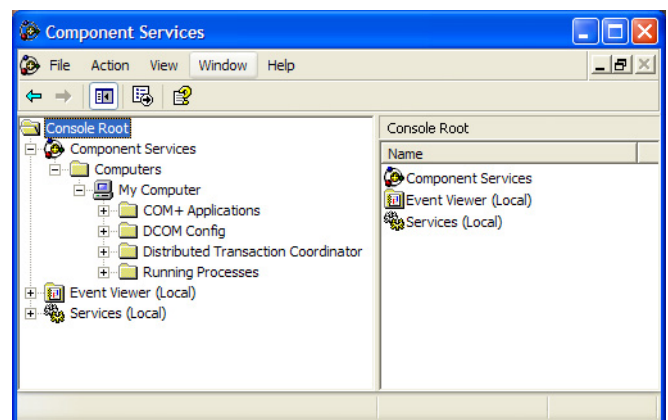 Component Services
File Action View Window Help
Console Root
Component Services
Computers
My Computer
COM+ Applications
DCOM Config
Distributed Transaction Coordinator
Running Processes
Event Viewer (Local)
Services (Local)
Console Root
Name
Component Services
Event Viewer (Local)
Services (Local)